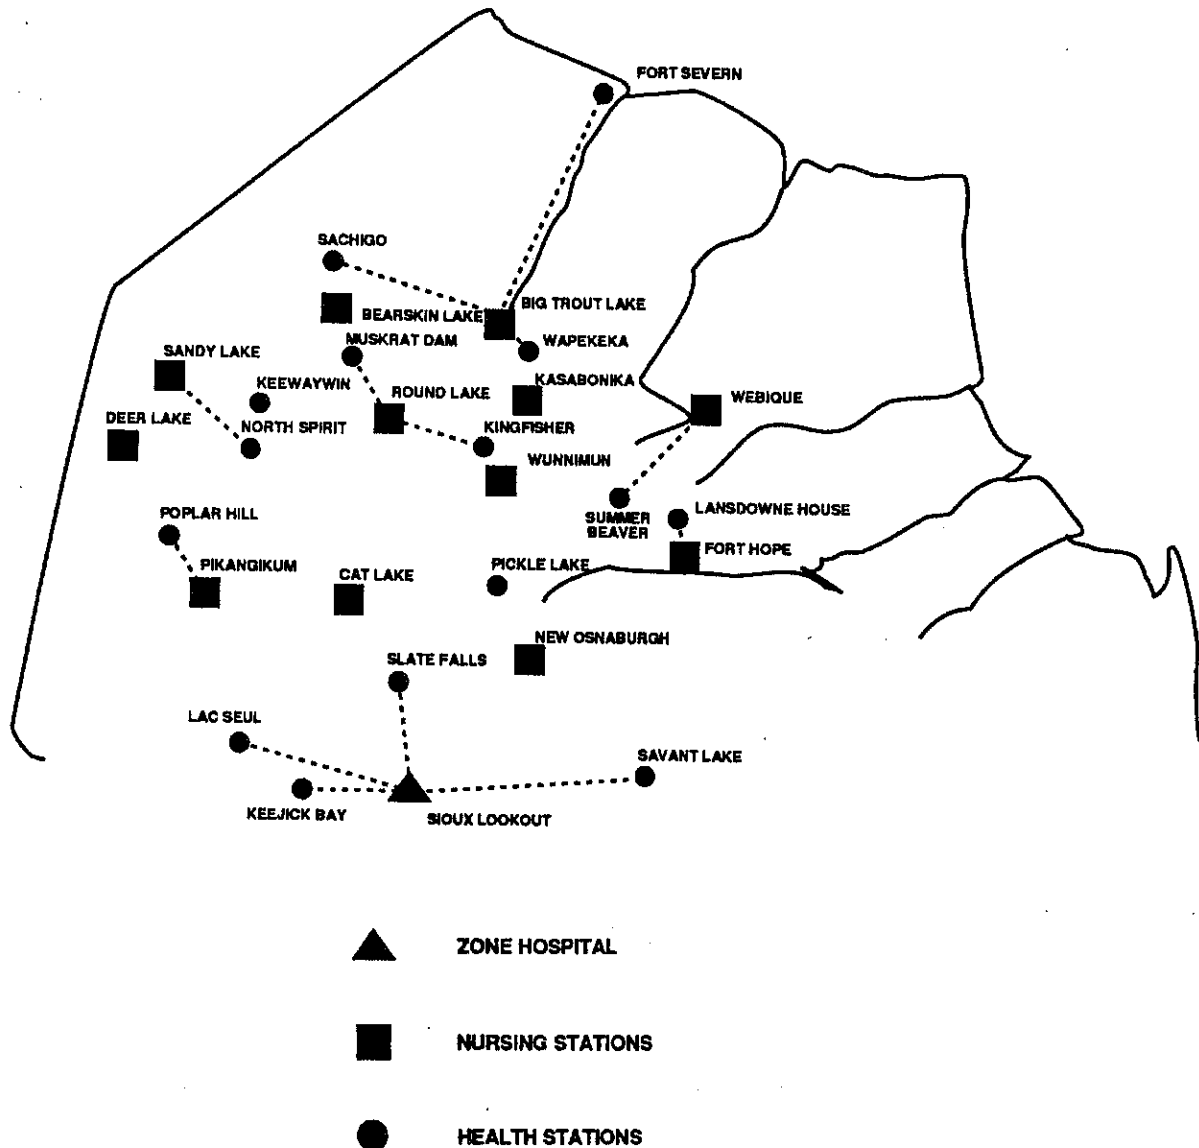 FORT SEVERN
SACHIGO
BIG TROUT LAKE
BEARSKIN LAKE
MUSKRAT DAM
WAPEKEKA
SANDY LAKE
KEEWAYWIN
ROUND LAKE
KASABONIKA
WEBIQUE
DEER LAKE
NORTH SPIRIT
KINGFISHER
WUNNIMUN
POPLAR HILL
SUMMER
BEAVER
LANSDOWNE HOUSE
FORT HOPE
PIKANGIKUM
CAT LAKE
PICKLE LAKE
NEW OSNABURGH
SLATE FALLS
LAC SEUL
SAVANT LAKE
KEEJICK BAY
SIOUX LOOKOUT
ZONE HOSPITAL
NURSING STATIONS
HEALTH STATIONS